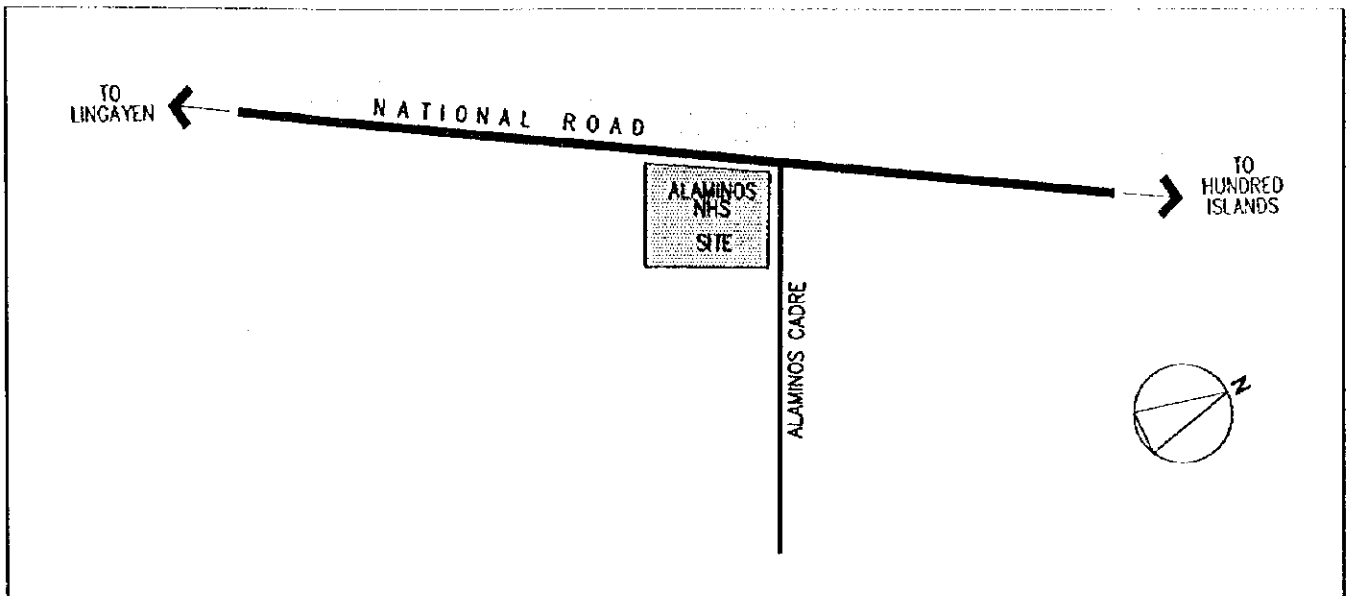 TO
LINGAYEN
NATIONAL ROAD
TO
HUNDRED
ISLANDS
ALAMINOS
NHS
SITE
ALAMINOS CADRE
N